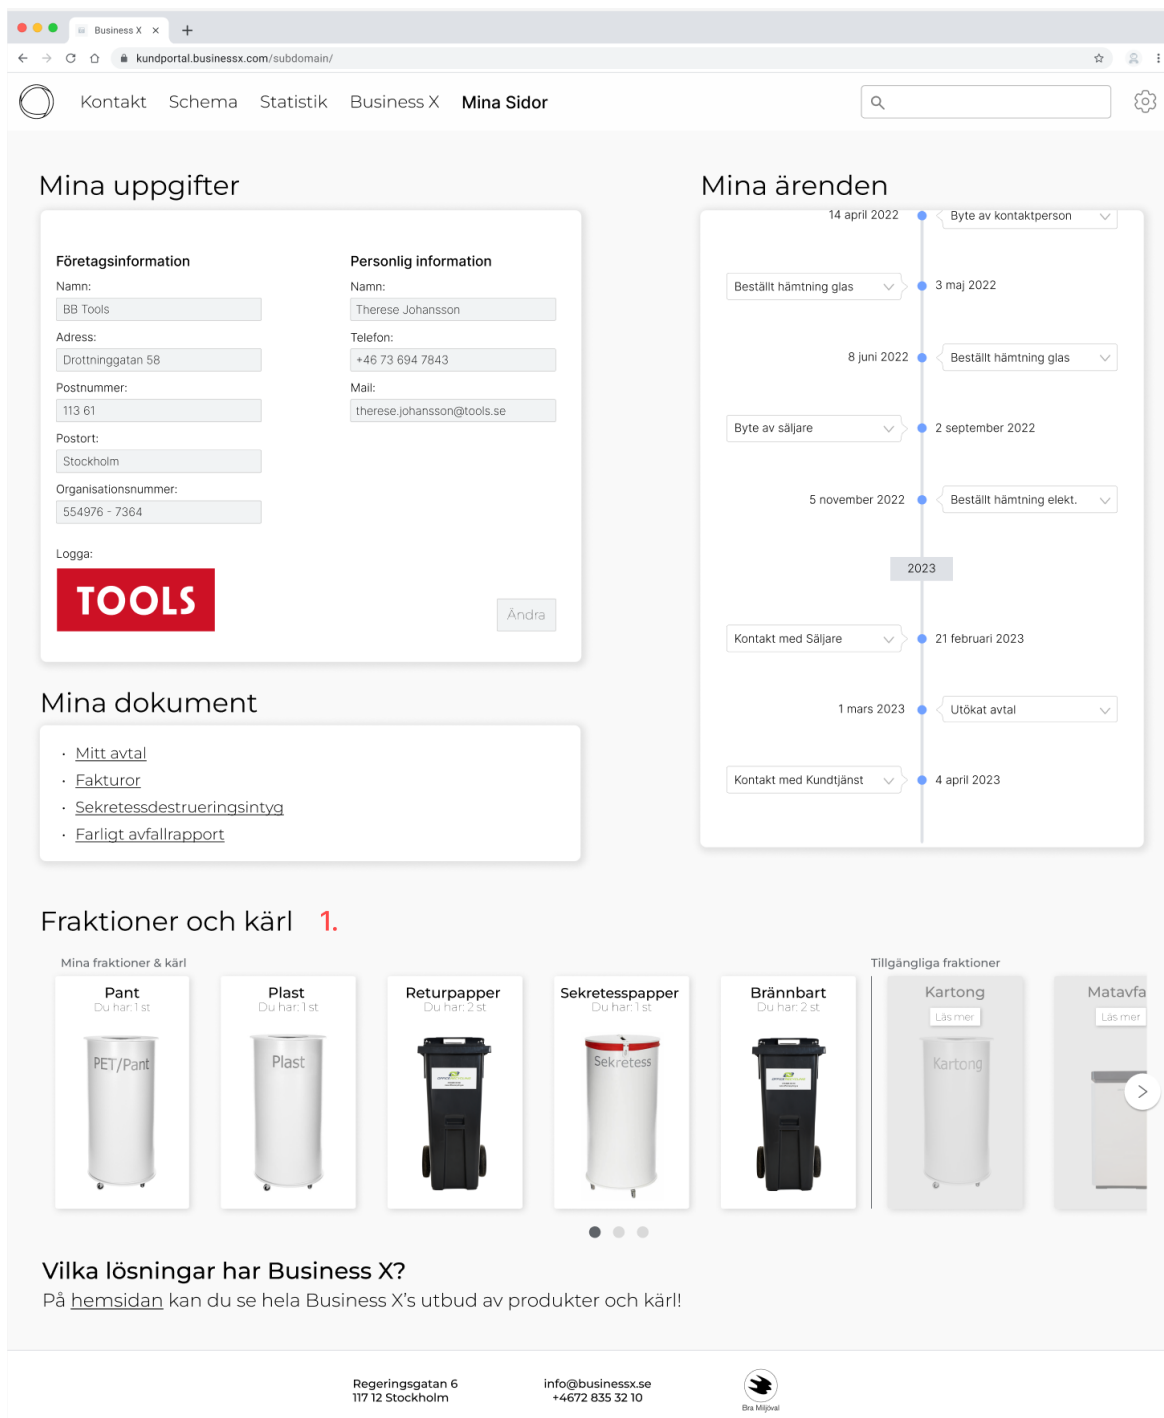 Business X
kundportal.businessx.com/subdomain/
Kontakt Schema Statistik Business X Mina Sidor
Mina uppgifter
Företagsinformation
Namn:
BB Tools
Adress:
Drottninggatan 58
Postnummer:
113 61
Postort:
Stockholm
Organisationsnummer:
554976 - 7364
Logga:
TOOLS
Personlig information
Namn:
Therese Johansson
Telefon:
+46 73 694 7843
Mail:
therese.johansson@tools.se
Ändra
Mina ärenden
14 april 2022 Byte av kontaktperson
Beställt hämtning glas 3 maj 2022
8 juni 2022 Beställt hämtning glas
Byte av säljare 2 september 2022
5 november 2022 Beställt hämtning elekt.
2023
Kontakt med Säljare 21 februari 2023
1 mars 2023 Utökat avtal
Kontakt med Kundtjänst 4 april 2023
Mina dokument
Mitt avtal
Fakturor
Sekretessdestrueringsintyg
Farligt avfallrapport
Fraktioner och kärl 1.
Mina fraktioner & kärl
Pant
Du har: 1 st
PET/Pant
Plast
Du har: 1 st
Plast
Returpapper
Du har: 2 st
Sekretesspapper
Du har: 1 st
Sekretess
Brännbart
Du har: 2 st
Tillgängliga fraktioner
Kartong
Läs mer
Kartong
Matavfa
Läs mer
Vilka lösningar har Business X?
På hemsidan kan du se hela Business X's utbud av produkter och kärl!
Regeringsgatan 6
117 12 Stockholm
info@businessx.se
+4672 835 32 10
Bra Miljöval